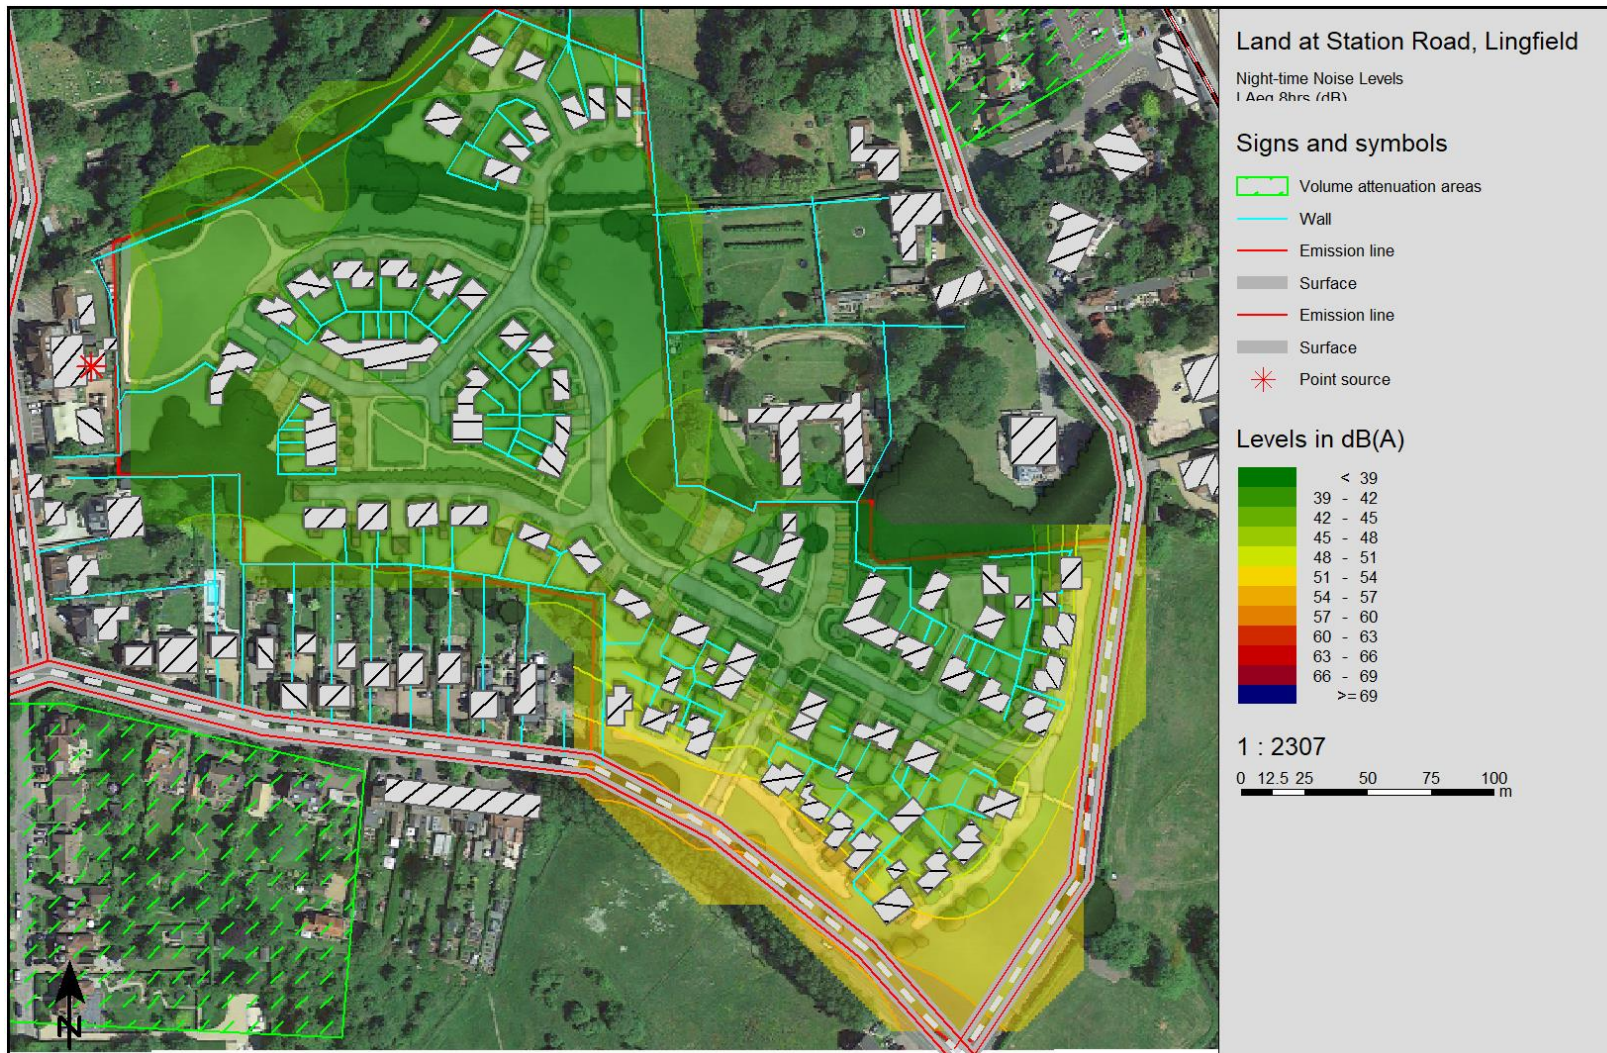 Land at Station Road, Lingfield
Night-time Noise Levels
LAeq 8hrs (dB)
Signs and symbols
Volume attenuation areas
Wall
Emission line
Surface
Emission line
Surface
Point source
Levels in dB(A)
< 39
39 - 42
42 - 45
45 - 48
48 - 51
51 - 54
54 - 57
57 - 60
60 - 63
63 - 66
66 - 69
>= 69
1 : 2307
0 12.5 25 50 75 100
m
N